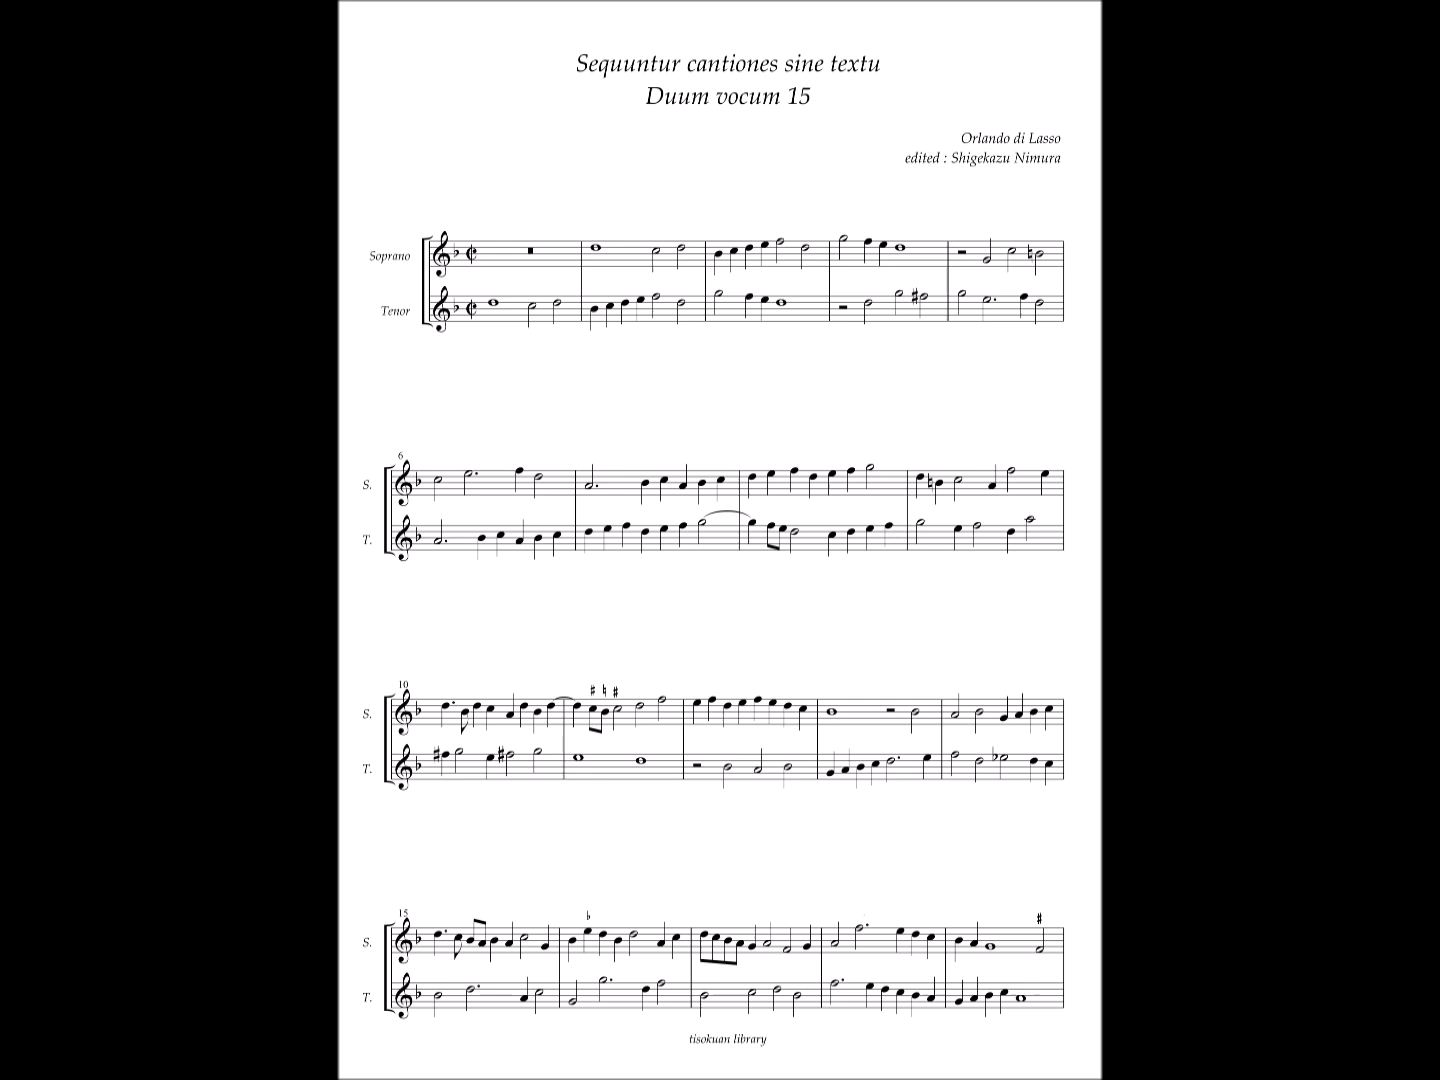 Sequuntur cantiones sine textu
Duum vocum 15
Orlando di Lasso
edited : Shigekazu Nimura
Soprano
Tenor
6
S.
T.
10
S.
T.
15
S.
T.
tisokuan library